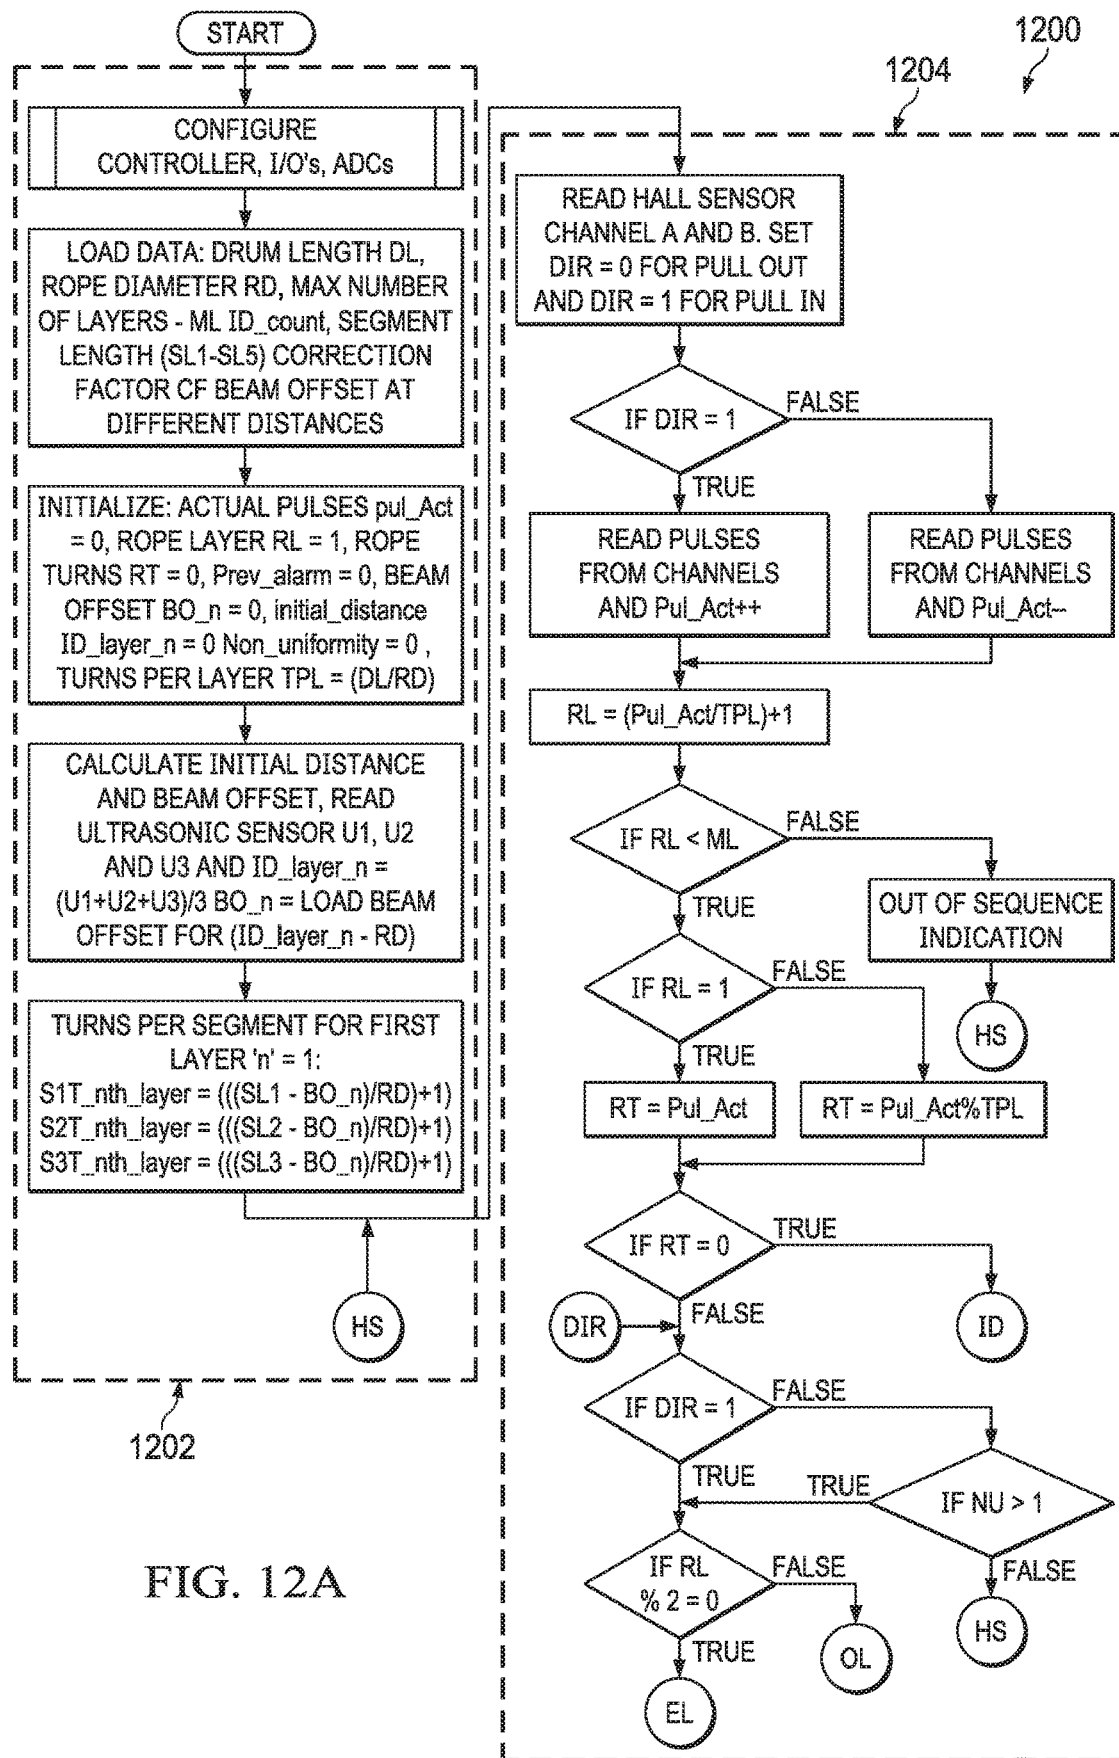 START
1200
1204
CONFIGURE
CONTROLLER, I/O's, ADCs
LOAD DATA: DRUM LENGTH DL,
ROPE DIAMETER RD, MAX NUMBER
OF LAYERS - ML ID_count, SEGMENT
LENGTH (SL1-SL5) CORRECTION
FACTOR CF BEAM OFFSET AT
DIFFERENT DISTANCES
INITIALIZE: ACTUAL PULSES pul_Act
= 0, ROPE LAYER RL = 1, ROPE
TURNS RT = 0, Prev_alarm = 0, BEAM
OFFSET BO_n = 0, initial_distance
ID_layer_n = 0 Non_uniformity = 0 ,
TURNS PER LAYER TPL = (DL/RD)
CALCULATE INITIAL DISTANCE
AND BEAM OFFSET, READ
ULTRASONIC SENSOR U1, U2
AND U3 AND ID_layer_n =
(U1+U2+U3)/3 BO_n = LOAD BEAM
OFFSET FOR (ID_layer_n - RD)
TURNS PER SEGMENT FOR FIRST
LAYER 'n' = 1:
S1T_nth_layer = (((SL1 - BO_n)/RD)+1)
S2T_nth_layer = (((SL2 - BO_n)/RD)+1)
S3T_nth_layer = (((SL3 - BO_n)/RD)+1)
HS
1202
READ HALL SENSOR
CHANNEL A AND B. SET
DIR = 0 FOR PULL OUT
AND DIR = 1 FOR PULL IN
IF DIR = 1
FALSE
TRUE
READ PULSES
FROM CHANNELS
AND Pul_Act++
READ PULSES
FROM CHANNELS
AND Pul_Act--
RL = (Pul_Act/TPL)+1
IF RL < ML
FALSE
TRUE
OUT OF SEQUENCE
INDICATION
HS
IF RL = 1
FALSE
TRUE
RT = Pul_Act
RT = Pul_Act%TPL
IF RT = 0
TRUE
FALSE
ID
DIR
IF DIR = 1
FALSE
TRUE
IF NU > 1
TRUE
FALSE
HS
IF RL
% 2 = 0
FALSE
TRUE
OL
EL
FIG. 12A